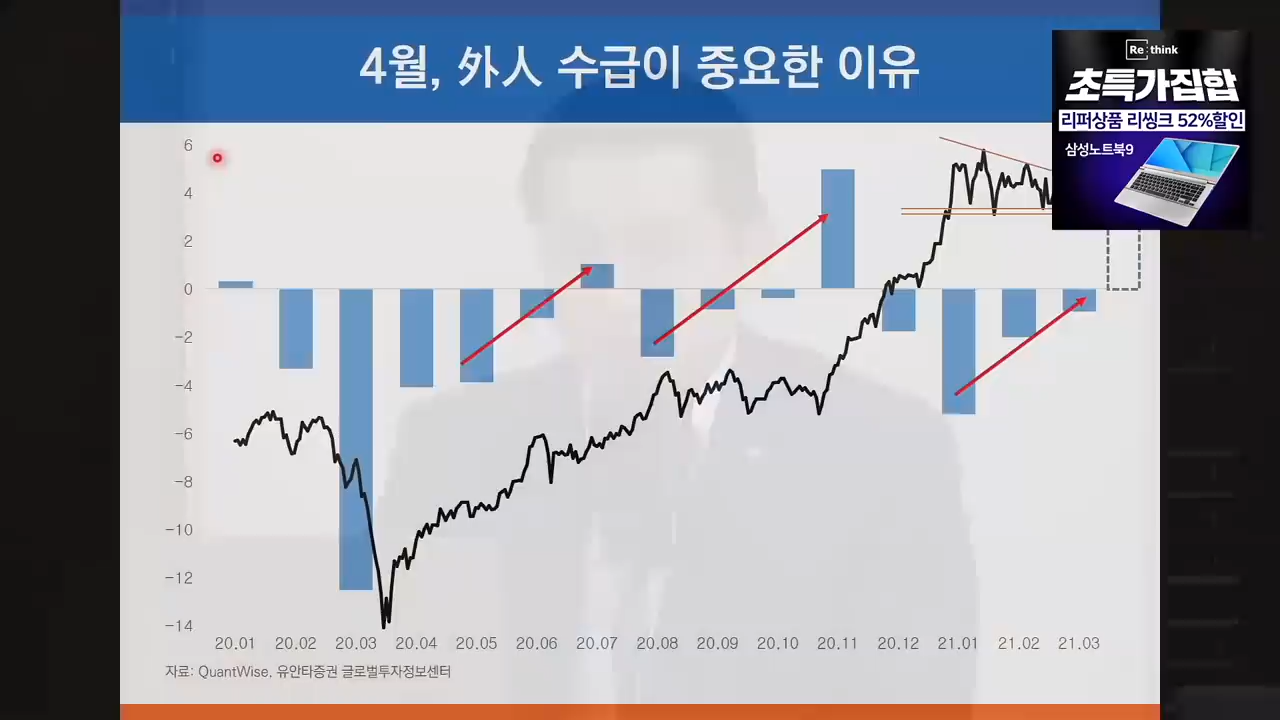 4월, 外人 수급이 중요한 이유
Re:think
초특가집합
리퍼상품 리씽크 52%할인
삼성노트북9
6
4
2
0
-2
-4
-6
-8
-10
-12
-14
20.01 20.02 20.03 20.04 20.05 20.06 20.07 20.08 20.09 20.10 20.11 20.12 21.01 21.02 21.03
자료: QuantWise, 유안타증권 글로벌투자정보센터